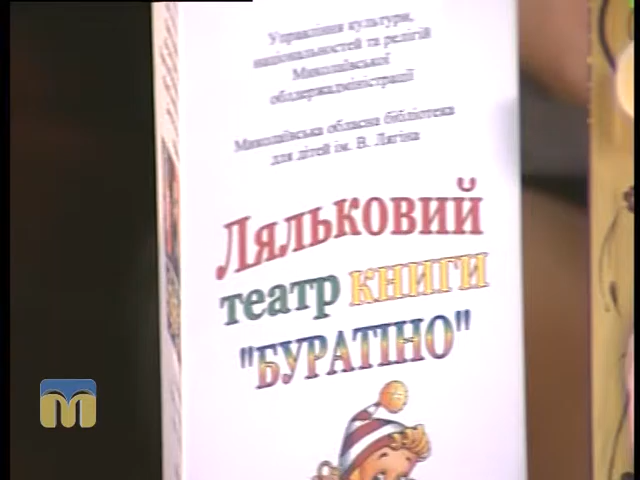 Управління культури,
національностей та релігій
Миколаївської
облдержадміністрації
Миколаївська обласна бібліотека
для дітей ім. В. Лягіна
Ляльковий
театр книги
"БУРАТІНО"